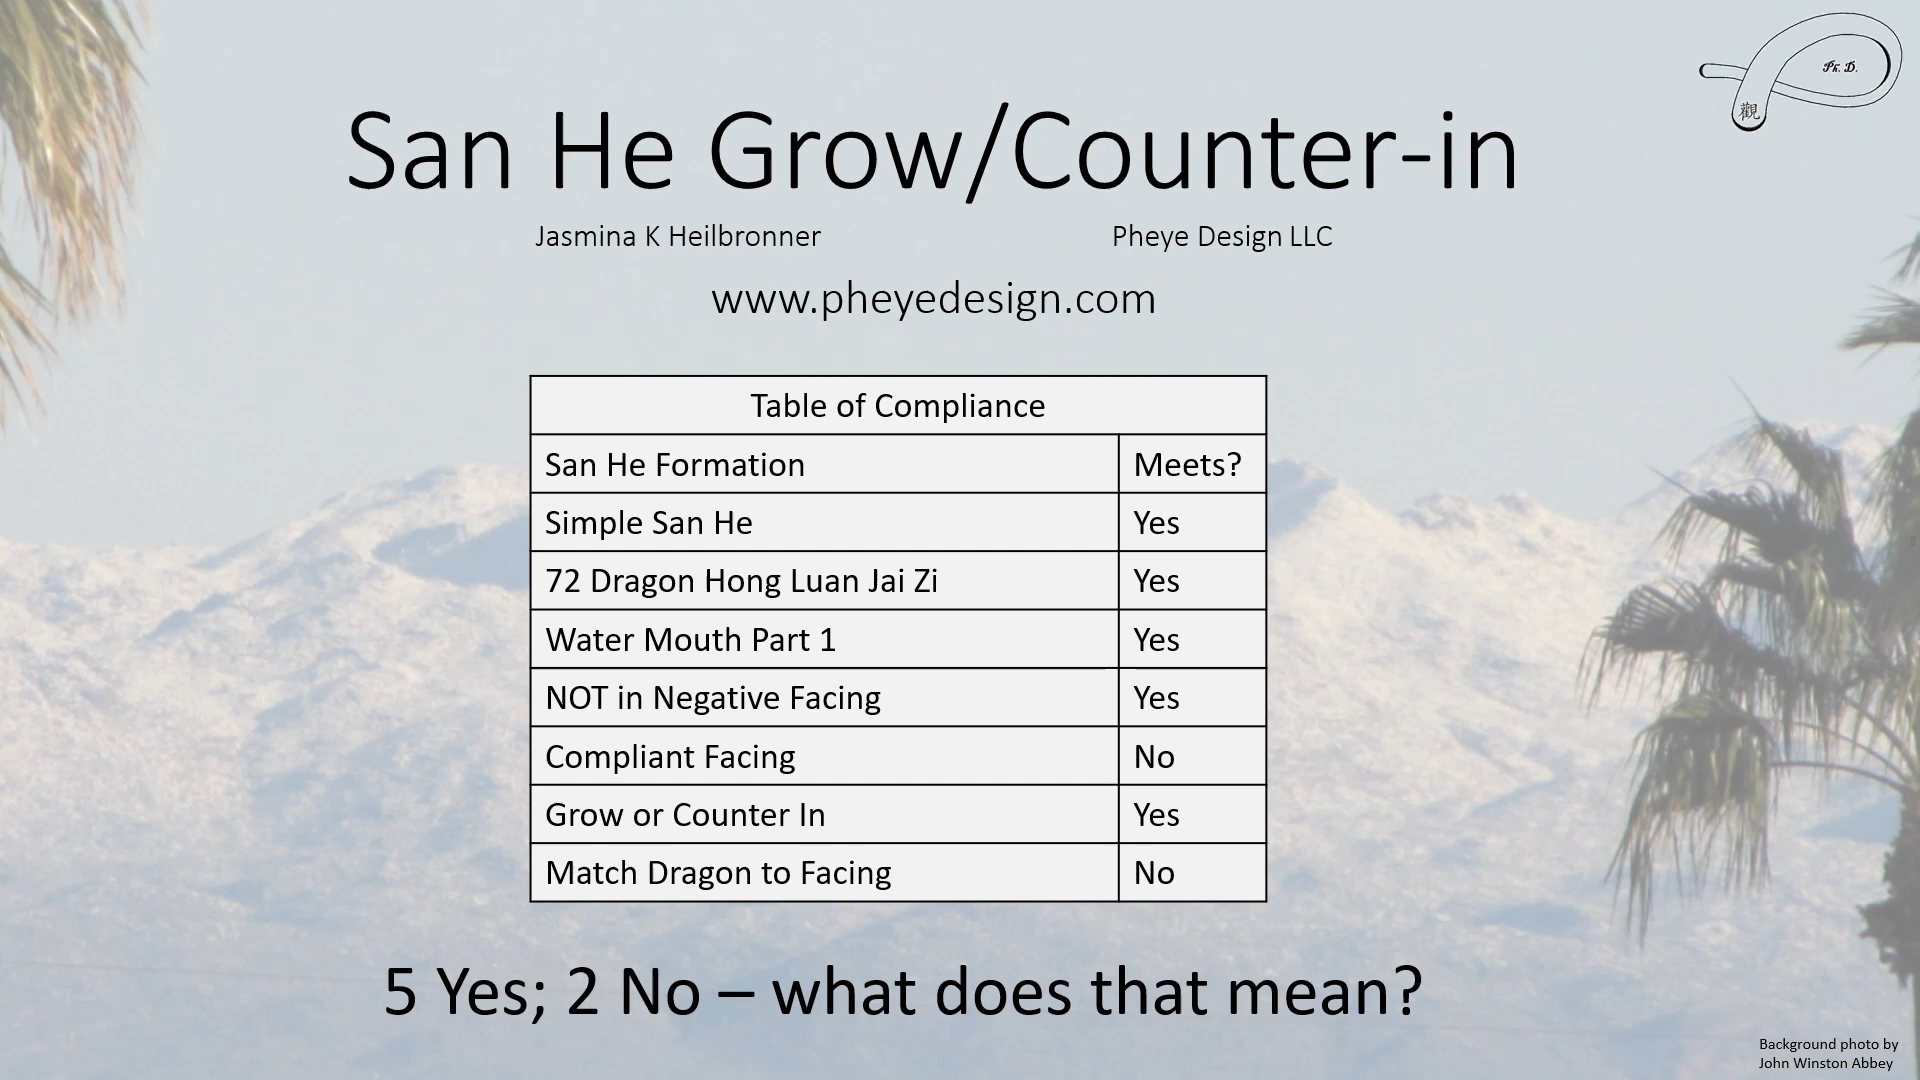 Ph. D.
觀
San He Grow/Counter-in
Jasmina K Heilbronner Pheye Design LLC
www.pheyedesign.com
Table of Compliance
San He Formation Meets?
Simple San He Yes
72 Dragon Hong Luan Jai Zi Yes
Water Mouth Part 1 Yes
NOT in Negative Facing Yes
Compliant Facing No
Grow or Counter In Yes
Match Dragon to Facing No
5 Yes; 2 No – what does that mean?
Background photo by
John Winston Abbey